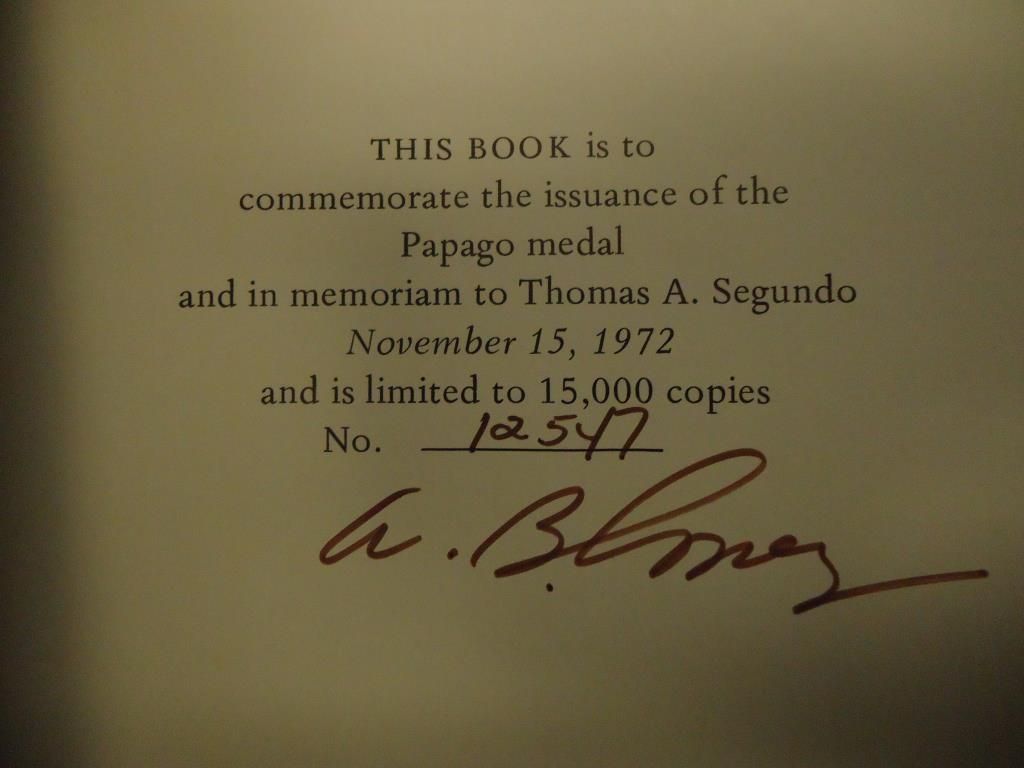 THIS BOOK is to
commemorate the issuance of the
Papago medal
and in memoriam to Thomas A. Segundo
November 15, 1972
and is limited to 15,000 copies
No. 12547